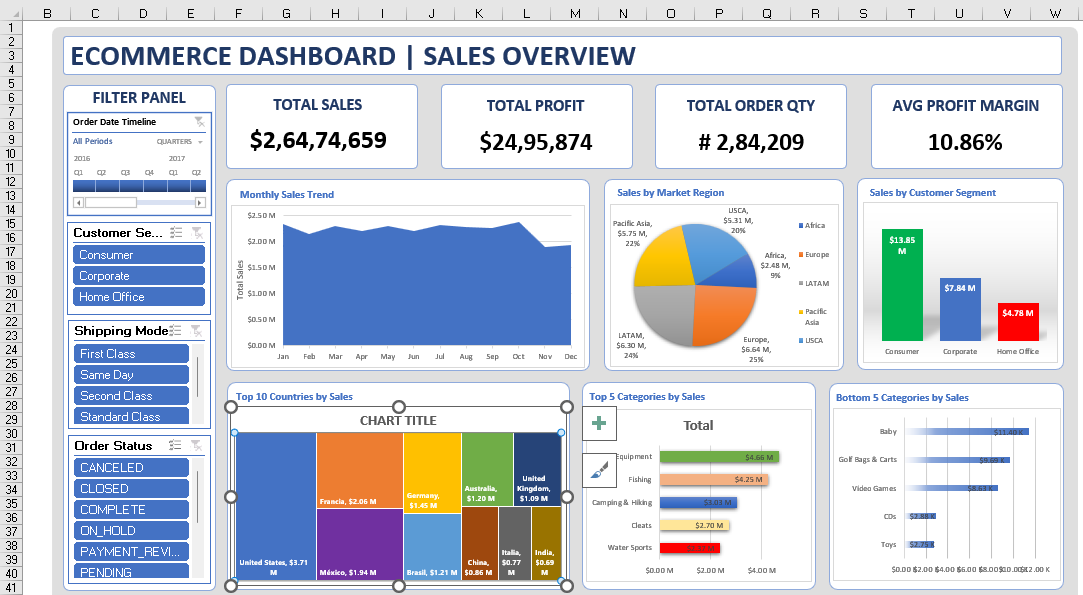 B C D E F G H I J K L M N O P Q R S T U V W
1
2
3
4
5
6
7
8
9
10
11
12
13
14
15
16
17
18
19
20
21
22
23
24
25
26
27
28
29
30
31
32
33
34
35
36
37
38
39
40
41
ECOMMERCE DASHBOARD | SALES OVERVIEW
FILTER PANEL
Order Date Timeline
All Periods QUARTERS
2016 2017
Q1 Q2 Q3 Q4 Q1 Q2
Customer Se...
Consumer
Corporate
Home Office
Shipping Mode
First Class
Same Day
Second Class
Standard Class
Order Status
CANCELED
CLOSED
COMPLETE
ON_HOLD
PAYMENT_REVI...
PENDING
TOTAL SALES
$2,64,74,659
TOTAL PROFIT
$24,95,874
TOTAL ORDER QTY
# 2,84,209
AVG PROFIT MARGIN
10.86%
Monthly Sales Trend
Total Sales
$2.50 M
$2.00 M
$1.50 M
$1.00 M
$0.50 M
$0.00 M
Jan Feb Mar Apr May Jun Jul Aug Sep Oct Nov Dec
Sales by Market Region
USCA,
$5.31 M,
20%
Pacific Asia,
$5.75 M,
22%
Africa,
$2.48 M,
9%
LATAM,
$6.30 M,
24%
Europe,
$6.64 M,
25%
Africa
Europe
LATAM
Pacific
Asia
USCA
Sales by Customer Segment
$13.85
M
$7.84 M
$4.78 M
Consumer Corporate Home Office
Top 10 Countries by Sales
CHART TITLE
United States, $3.71
M
Francia, $2.06 M
México, $1.94 M
Germany,
$1.45 M
Brasil, $1.21 M
Australia,
$1.20 M
United
Kingdom,
$1.09 M
China,
$0.86 M
Italia,
$0.77
M
India,
$0.69
M
Top 5 Categories by Sales
Total
Equipment $4.66 M
Fishing $4.25 M
Camping & Hiking $3.03 M
Cleats $2.70 M
Water Sports
$0.00 M $2.00 M $4.00 M
Bottom 5 Categories by Sales
Baby $11.40 K
Golf Bags & Carts
Video Games $8.63 K
CDs $2.88 K
Toys
$0.00 K $2.00 K $4.00 K $6.00 K $8.00 K $10.00 K $12.00 K